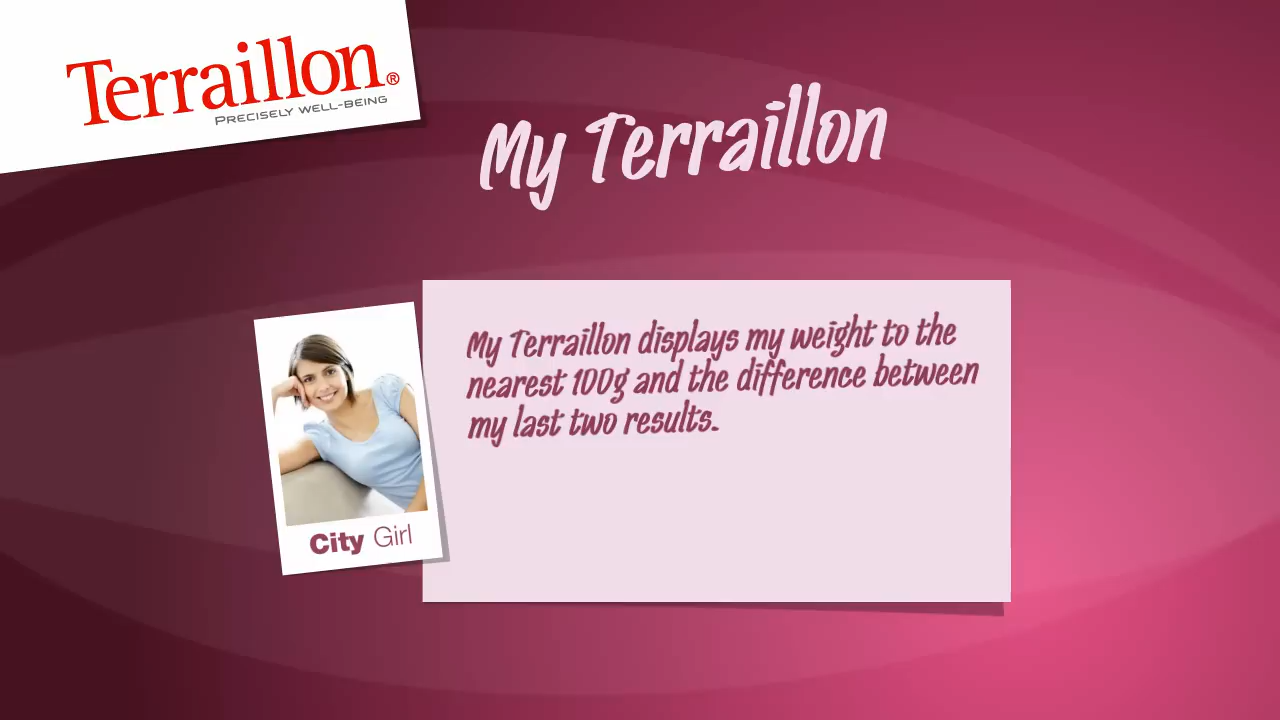 Terraillon®
PRECISELY WELL-BEING
My Terraillon
My Terraillon displays my weight to the
nearest 100g and the difference between
my last two results.
City Girl